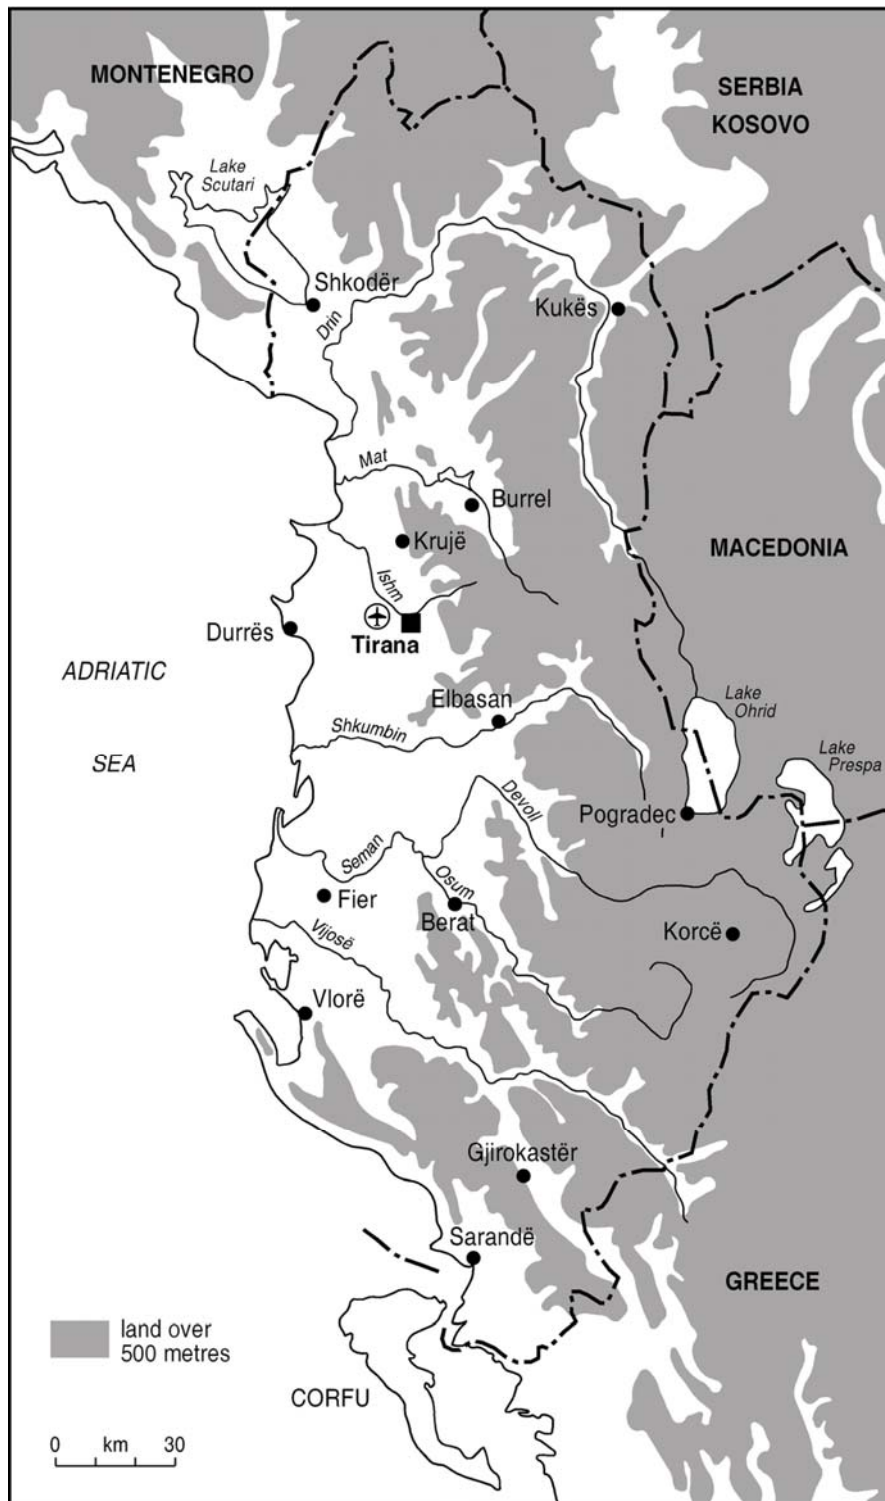 MONTENEGRO
SERBIA
KOSOVO
Lake
Scutari
Shkodër
Drin
Kukës
Mat
Burrel
Krujë
Ishm
MACEDONIA
Durrës
Tirana
ADRIATIC
SEA
Elbasan
Shkumbin
Lake
Ohrid
Lake
Prespa
Devoll
Pogradec
Seman
Osum
Fier
Berat
Vijosë
Korcë
Vlorë
Gjirokastër
Sarandë
GREECE
land over
500 metres
CORFU
0 km 30